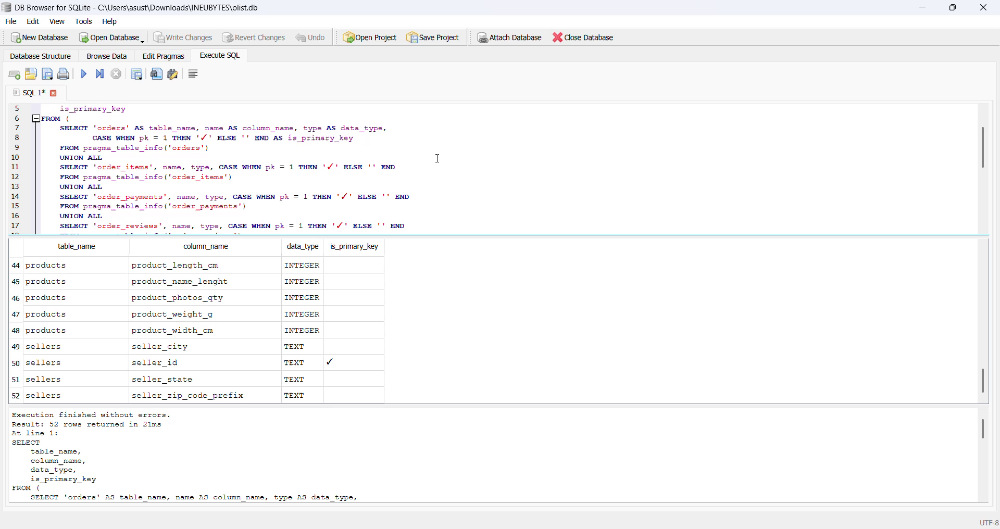 DB Browser for SQLite - C:\Users\asust\Downloads\INEUBYTES\olist.db
File Edit View Tools Help
New Database Open Database Write Changes Revert Changes Undo Open Project Save Project Attach Database Close Database
Database Structure Browse Data Edit Pragmas Execute SQL
SQL 1*
5 is_primary_key
6 FROM (
7 SELECT 'orders' AS table_name, name AS column_name, type AS data_type,
8 CASE WHEN pk = 1 THEN '✓' ELSE '' END AS is_primary_key
9 FROM pragma_table_info('orders')
10 UNION ALL
11 SELECT 'order_items', name, type, CASE WHEN pk = 1 THEN '✓' ELSE '' END
12 FROM pragma_table_info('order_items')
13 UNION ALL
14 SELECT 'order_payments', name, type, CASE WHEN pk = 1 THEN '✓' ELSE '' END
15 FROM pragma_table_info('order_payments')
16 UNION ALL
17 SELECT 'order_reviews', name, type, CASE WHEN pk = 1 THEN '✓' ELSE '' END
table_name column_name data_type is_primary_key
44 products product_length_cm INTEGER
45 products product_name_lenght INTEGER
46 products product_photos_qty INTEGER
47 products product_weight_g INTEGER
48 products product_width_cm INTEGER
49 sellers seller_city TEXT
50 sellers seller_id TEXT ✓
51 sellers seller_state TEXT
52 sellers seller_zip_code_prefix TEXT
Execution finished without errors.
Result: 52 rows returned in 21ms
At line 1:
SELECT
table_name,
column_name,
data_type,
is_primary_key
FROM (
SELECT 'orders' AS table_name, name AS column_name, type AS data_type,
UTF-8